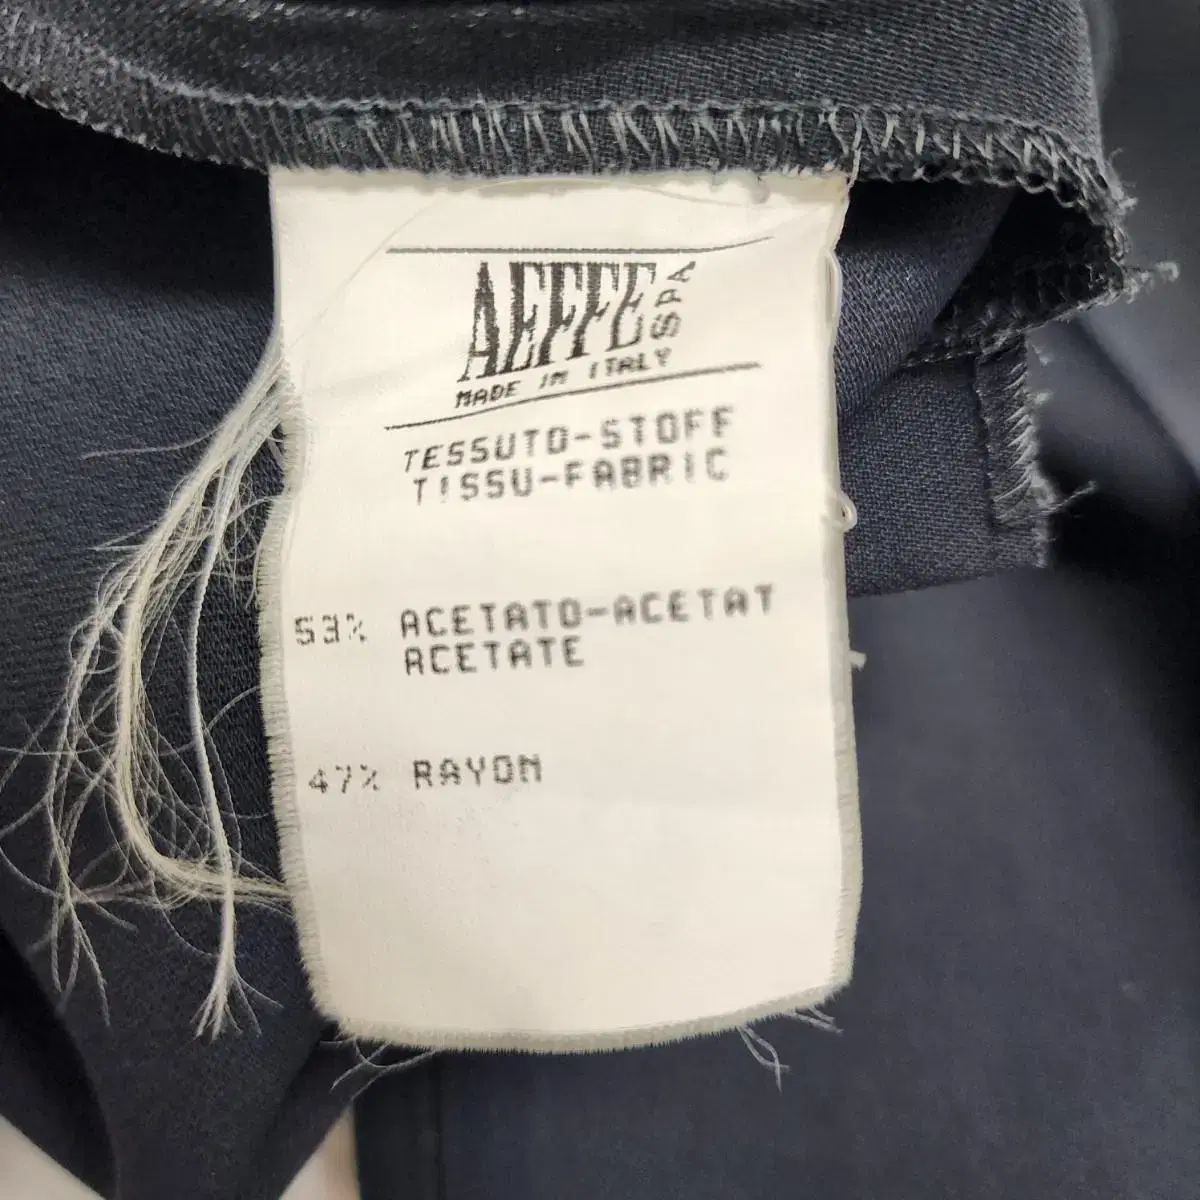 AEFFE SPA
MADE IN ITALY
TESSUTO-STOFF
TISSU-FABRIC
53% ACETATO-ACETAT
ACETATE
47% RAYON